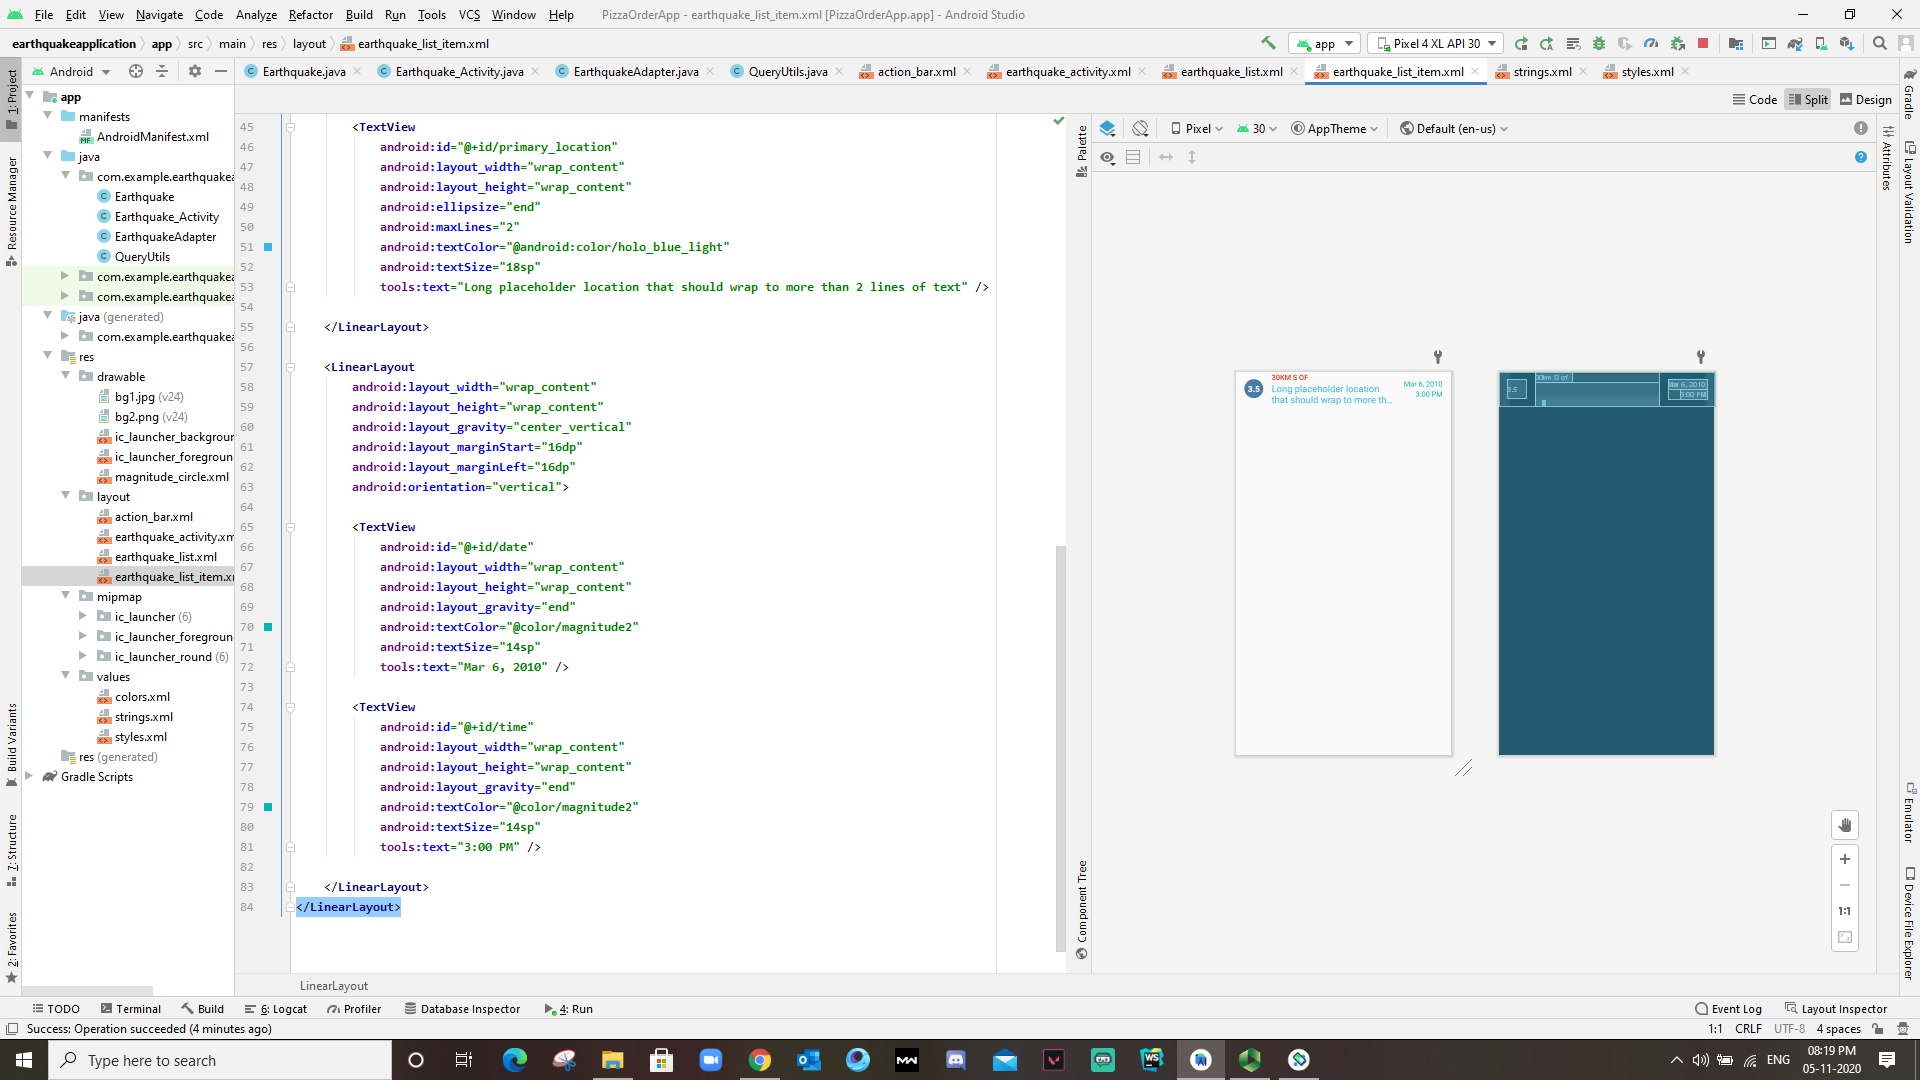 File Edit View Navigate Code Analyze Refactor Build Run Tools VCS Window Help PizzaOrderApp - earthquake_list_item.xml [PizzaOrderApp.app] - Android Studio
earthquakeapplication app src main res layout earthquake_list_item.xml app Pixel 4 XL API 30
Android Earthquake.java Earthquake_Activity.java EarthquakeAdapter.java QueryUtils.java action_bar.xml earthquake_activity.xml earthquake_list.xml earthquake_list_item.xml strings.xml styles.xml
Code Split Design
Pixel 30 AppTheme Default (en-us)
1: Project
Resource Manager
Build Variants
7: Structure
2: Favorites
app
manifests
AndroidManifest.xml
java
com.example.earthquakea
Earthquake
Earthquake_Activity
EarthquakeAdapter
QueryUtils
com.example.earthquakea
com.example.earthquakea
java (generated)
com.example.earthquakea
res
drawable
bg1.jpg (v24)
bg2.png (v24)
ic_launcher_backgroun
ic_launcher_foregroun
magnitude_circle.xml
layout
action_bar.xml
earthquake_activity.xm
earthquake_list.xml
earthquake_list_item.x
mipmap
ic_launcher (6)
ic_launcher_foregroun
ic_launcher_round (6)
values
colors.xml
strings.xml
styles.xml
res (generated)
Gradle Scripts
45 <TextView
46 android:id="@+id/primary_location"
47 android:layout_width="wrap_content"
48 android:layout_height="wrap_content"
49 android:ellipsize="end"
50 android:maxLines="2"
51 android:textColor="@android:color/holo_blue_light"
52 android:textSize="18sp"
53 tools:text="Long placeholder location that should wrap to more than 2 lines of text" />
54
55 </LinearLayout>
56
57 <LinearLayout
58 android:layout_width="wrap_content"
59 android:layout_height="wrap_content"
60 android:layout_gravity="center_vertical"
61 android:layout_marginStart="16dp"
62 android:layout_marginLeft="16dp"
63 android:orientation="vertical">
64
65 <TextView
66 android:id="@+id/date"
67 android:layout_width="wrap_content"
68 android:layout_height="wrap_content"
69 android:layout_gravity="end"
70 android:textColor="@color/magnitude2"
71 android:textSize="14sp"
72 tools:text="Mar 6, 2010" />
73
74 <TextView
75 android:id="@+id/time"
76 android:layout_width="wrap_content"
77 android:layout_height="wrap_content"
78 android:layout_gravity="end"
79 android:textColor="@color/magnitude2"
80 android:textSize="14sp"
81 tools:text="3:00 PM" />
82
83 </LinearLayout>
84 </LinearLayout>
LinearLayout
Palette
Component Tree
3.5
30KM S OF
Long placeholder location
that should wrap to more th...
Mar 6, 2010
3:00 PM
3.5
30km S of
Mar 6, 2010
3:00 PM
1:1
Attributes
Gradle
Layout Validation
Emulator
Device File Explorer
TODO Terminal Build 6: Logcat Profiler Database Inspector 4: Run Event Log Layout Inspector
Success: Operation succeeded (4 minutes ago) 1:1 CRLF UTF-8 4 spaces
Type here to search
ENG
08:19 PM
05-11-2020